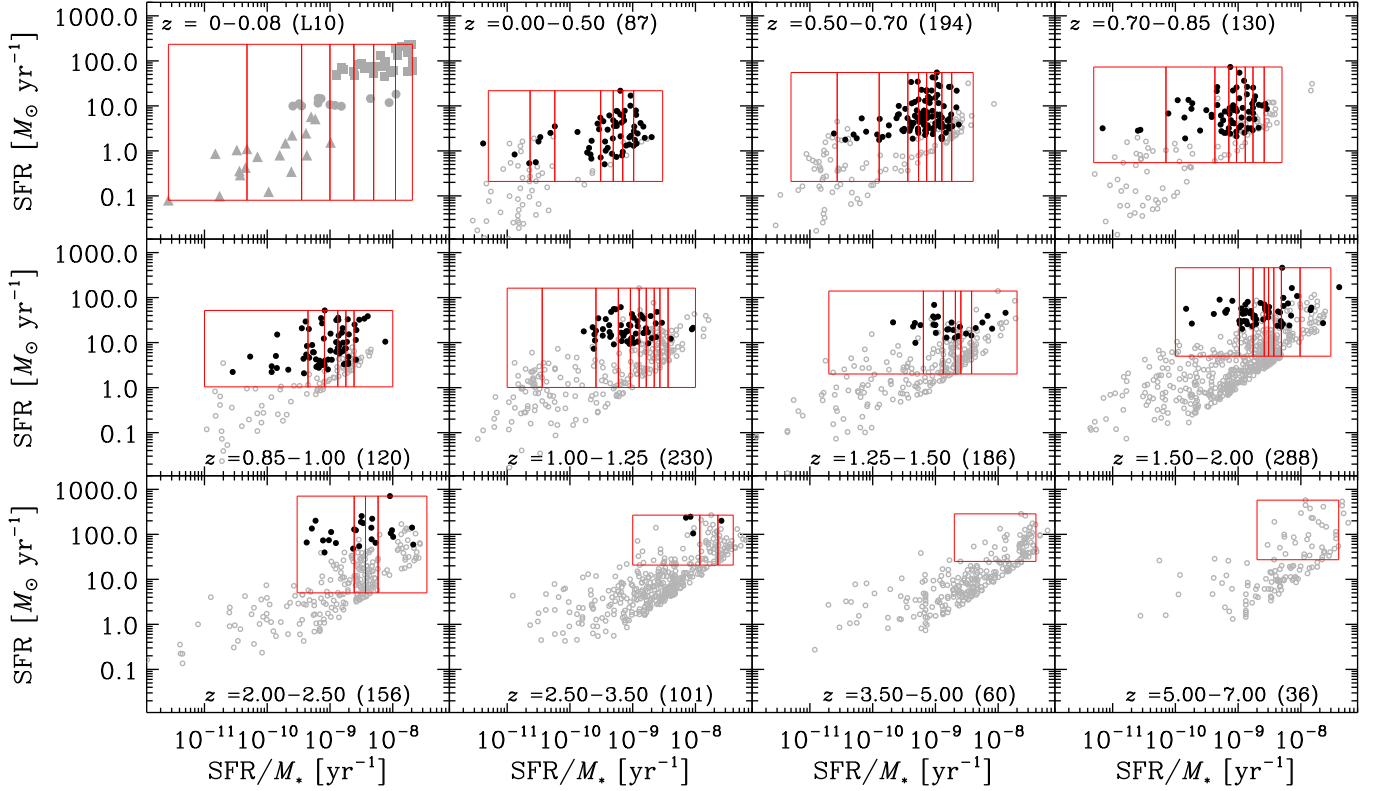 z = 0−0.08 (L10)
z =0.00−0.50 (87)
z =0.50−0.70 (194)
z =0.70−0.85 (130)
SFR [M⊙ yr⁻¹]
1000.0
100.0
10.0
1.0
0.1
SFR [M⊙ yr⁻¹]
1000.0
100.0
10.0
1.0
0.1
z =0.85−1.00 (120)
z =1.00−1.25 (230)
z =1.25−1.50 (186)
z =1.50−2.00 (288)
SFR [M⊙ yr⁻¹]
1000.0
100.0
10.0
1.0
0.1
z =2.00−2.50 (156)
z =2.50−3.50 (101)
z =3.50−5.00 (60)
z =5.00−7.00 (36)
10⁻¹¹ 10⁻¹⁰ 10⁻⁹ 10⁻⁸
10⁻¹¹ 10⁻¹⁰ 10⁻⁹ 10⁻⁸
10⁻¹¹ 10⁻¹⁰ 10⁻⁹ 10⁻⁸
10⁻¹¹ 10⁻¹⁰ 10⁻⁹ 10⁻⁸
SFR/M* [yr⁻¹]
SFR/M* [yr⁻¹]
SFR/M* [yr⁻¹]
SFR/M* [yr⁻¹]